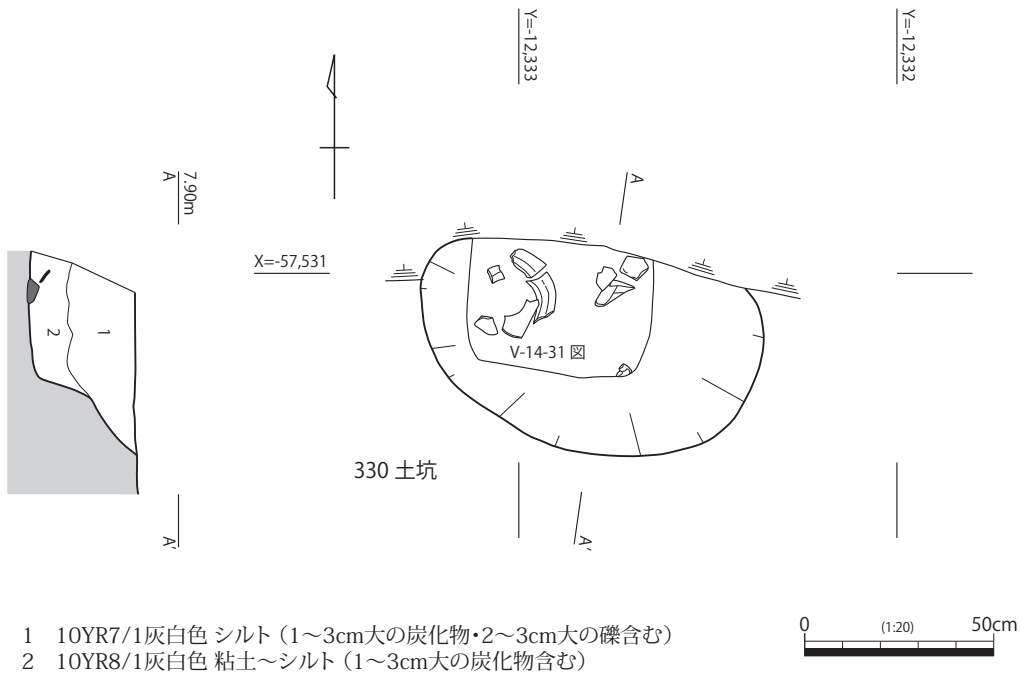 Y=-12,333
Y=-12,332
A
7.90m
A
X=-57,531
1
2
V-14-31 図
330 土坑
A'
A'
1 10YR7/1灰白色 シルト（1～3cm大の炭化物・2～3cm大の礫含む）
2 10YR8/1灰白色 粘土～シルト（1～3cm大の炭化物含む）
0 (1:20) 50cm